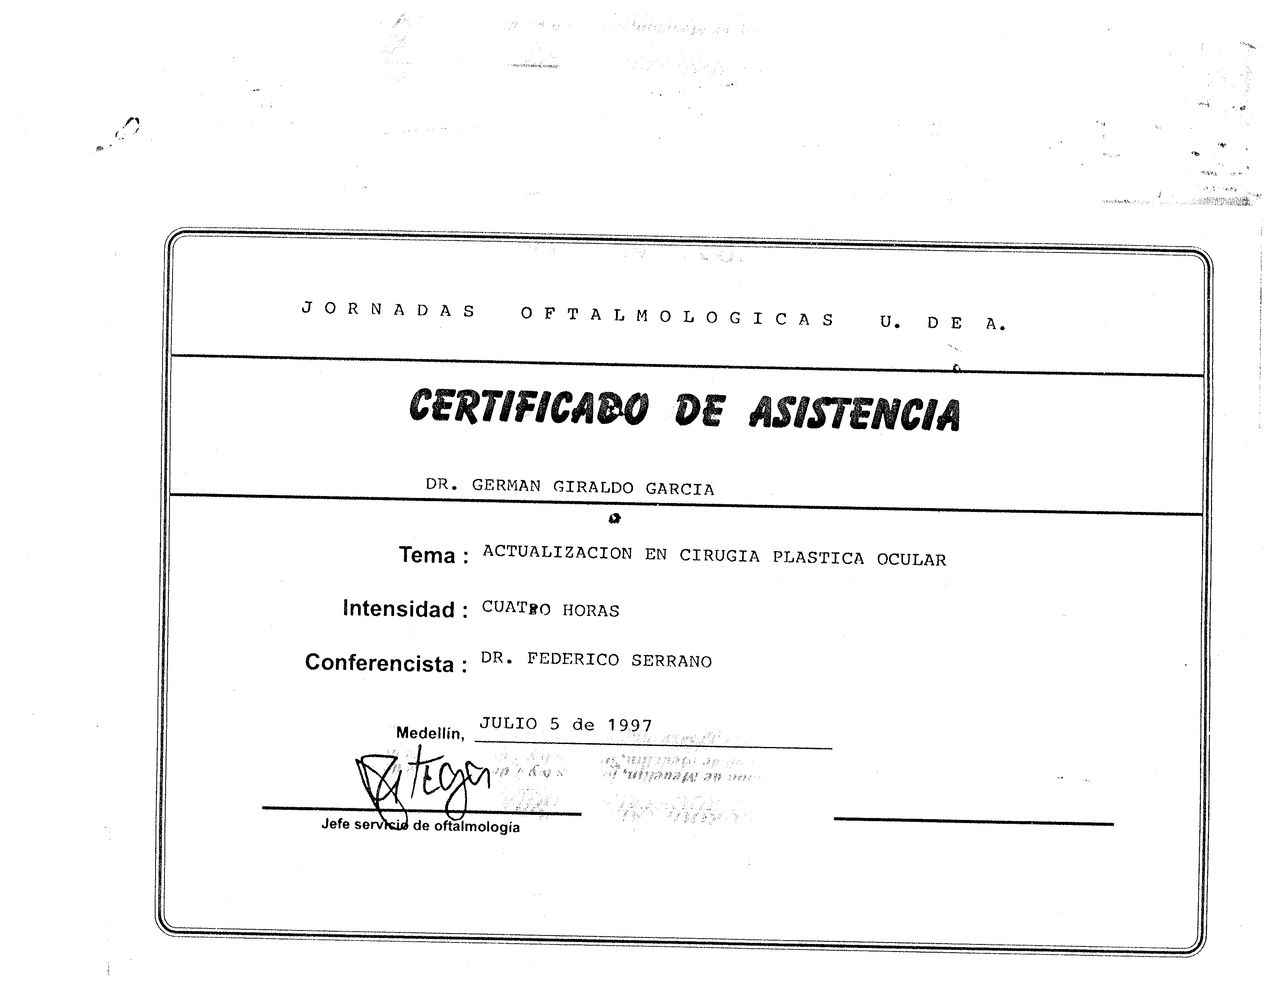 JORNADAS OFTALMOLOGICAS U. DE A.
CERTIFICADO DE ASISTENCIA
DR. GERMAN GIRALDO GARCIA
Tema : ACTUALIZACION EN CIRUGIA PLASTICA OCULAR
Intensidad : CUATRO HORAS
Conferencista : DR. FEDERICO SERRANO
Medellín, JULIO 5 de 1997
Jefe servicio de oftalmología